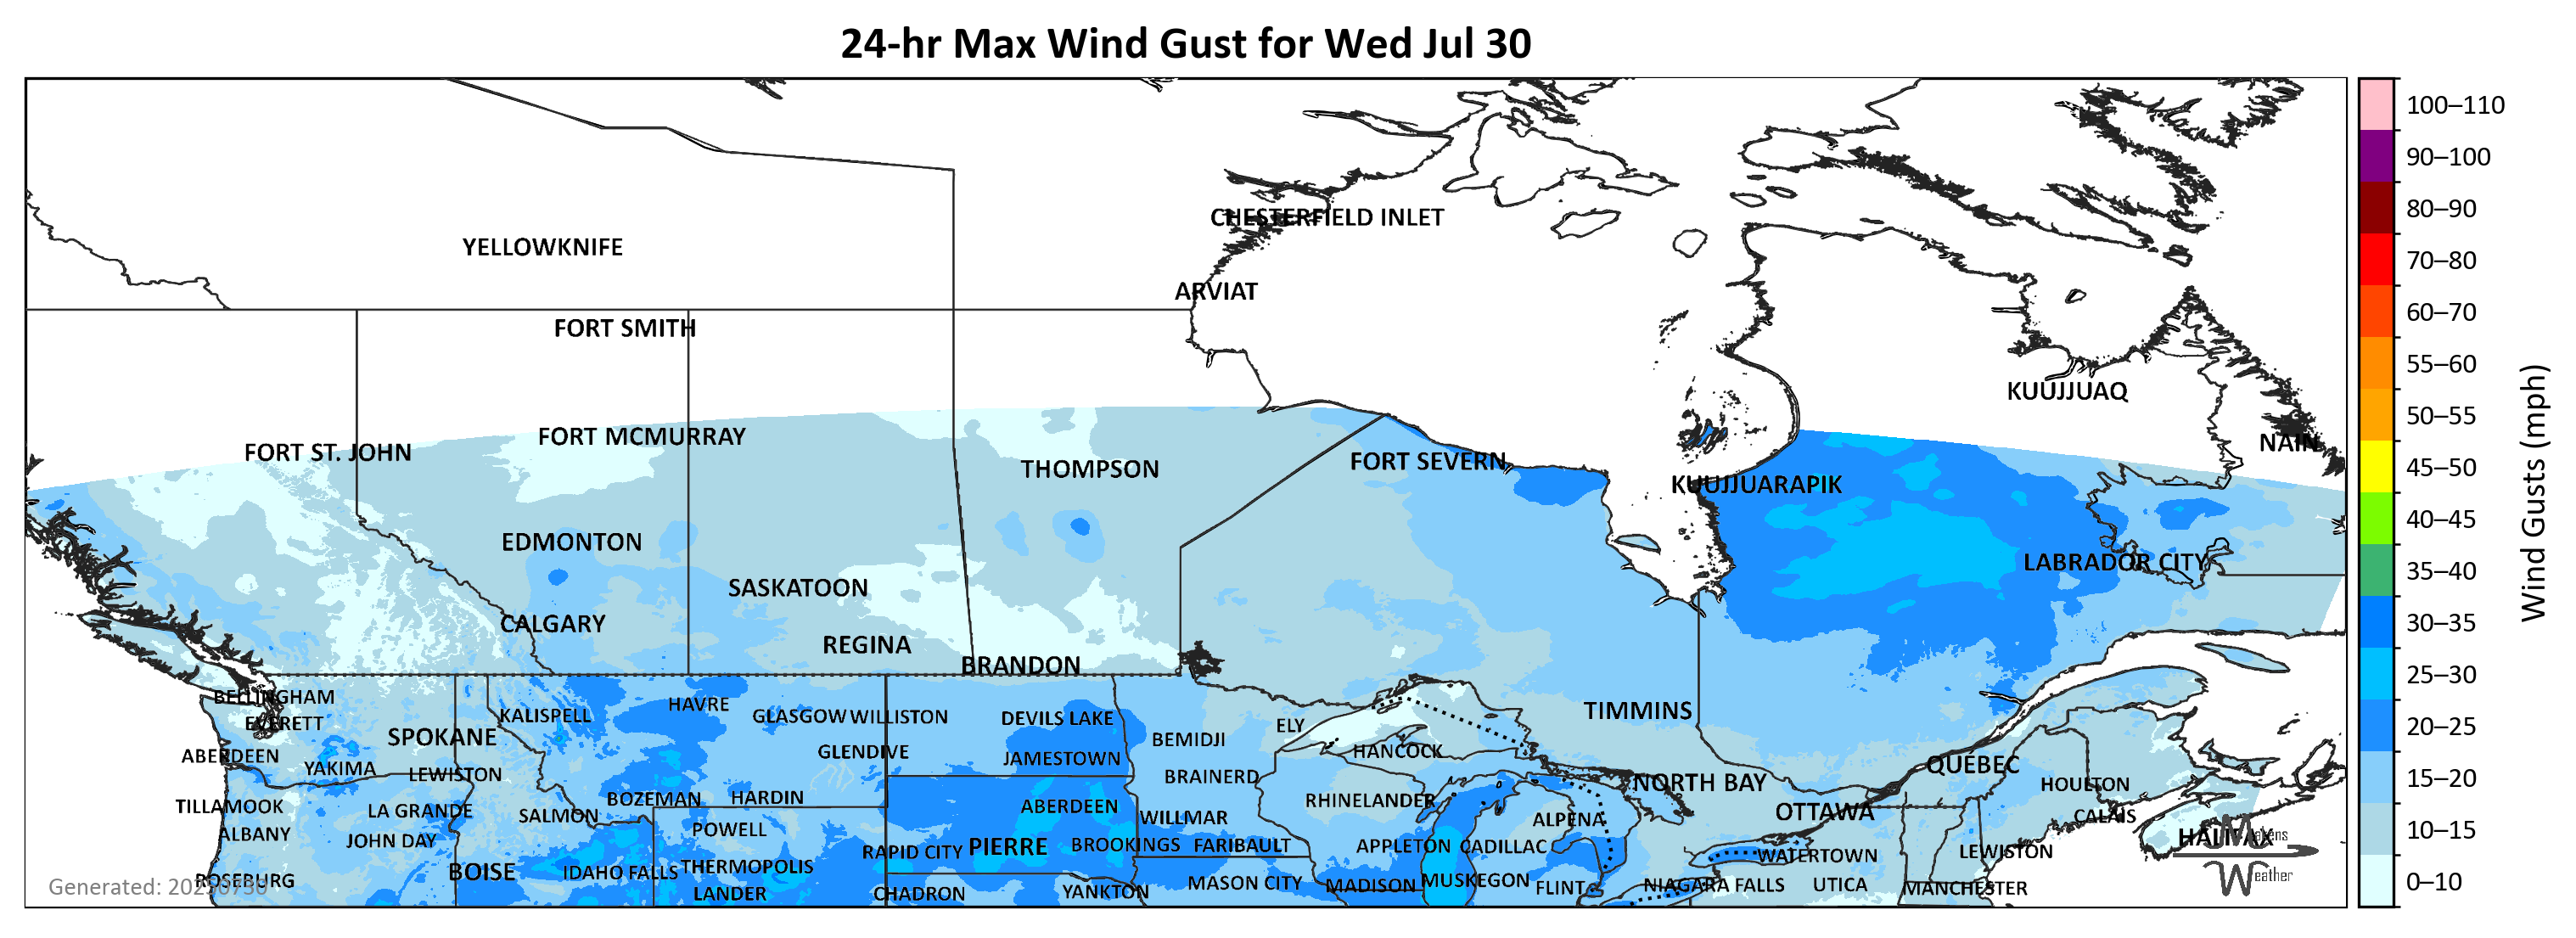 24-hr Max Wind Gust for Wed Jul 30
100–110
90–100
80–90
70–80
60–70
55–60
50–55
45–50
40–45
35–40
30–35
25–30
20–25
15–20
10–15
0–10
Wind Gusts (mph)
CHESTERFIELD INLET
YELLOWKNIFE
ARVIAT
FORT SMITH
KUUJJUAQ
FORT MCMURRAY
NAIN
FORT ST. JOHN
FORT SEVERN
THOMPSON
KUUJJUARAPIK
EDMONTON
LABRADOR CITY
SASKATOON
CALGARY
REGINA
BRANDON
BELLINGHAM
HAVRE
TIMMINS
KALISPELL
GLASGOW
WILLISTON
DEVILS LAKE
EVERETT
ELY
SPOKANE
BEMIDJI
HANCOCK
GLENDIVE
ABERDEEN
JAMESTOWN
QUEBEC
YAKIMA
LEWISTON
BRAINERD
NORTH BAY
HOULTON
BOZEMAN
HARDIN
RHINELANDER
TILLAMOOK
ABERDEEN
LA GRANDE
OTTAWA
SALMON
CALAIS
WILLMAR
ALPENA
POWELL
ALBANY
HALIFAX
Makens
JOHN DAY
PIERRE
BROOKINGS
FARIBAULT
APPLETON
CADILLAC
RAPID CITY
LEWISTON
WATERTOWN
THERMOPOLIS
BOISE
IDAHO FALLS
Weather
ROSEBURG
MUSKEGON
MASON CITY
MADISON
FLINT
NIAGARA FALLS
UTICA
MANCHESTER
LANDER
CHADRON
YANKTON
Generated: 20250730